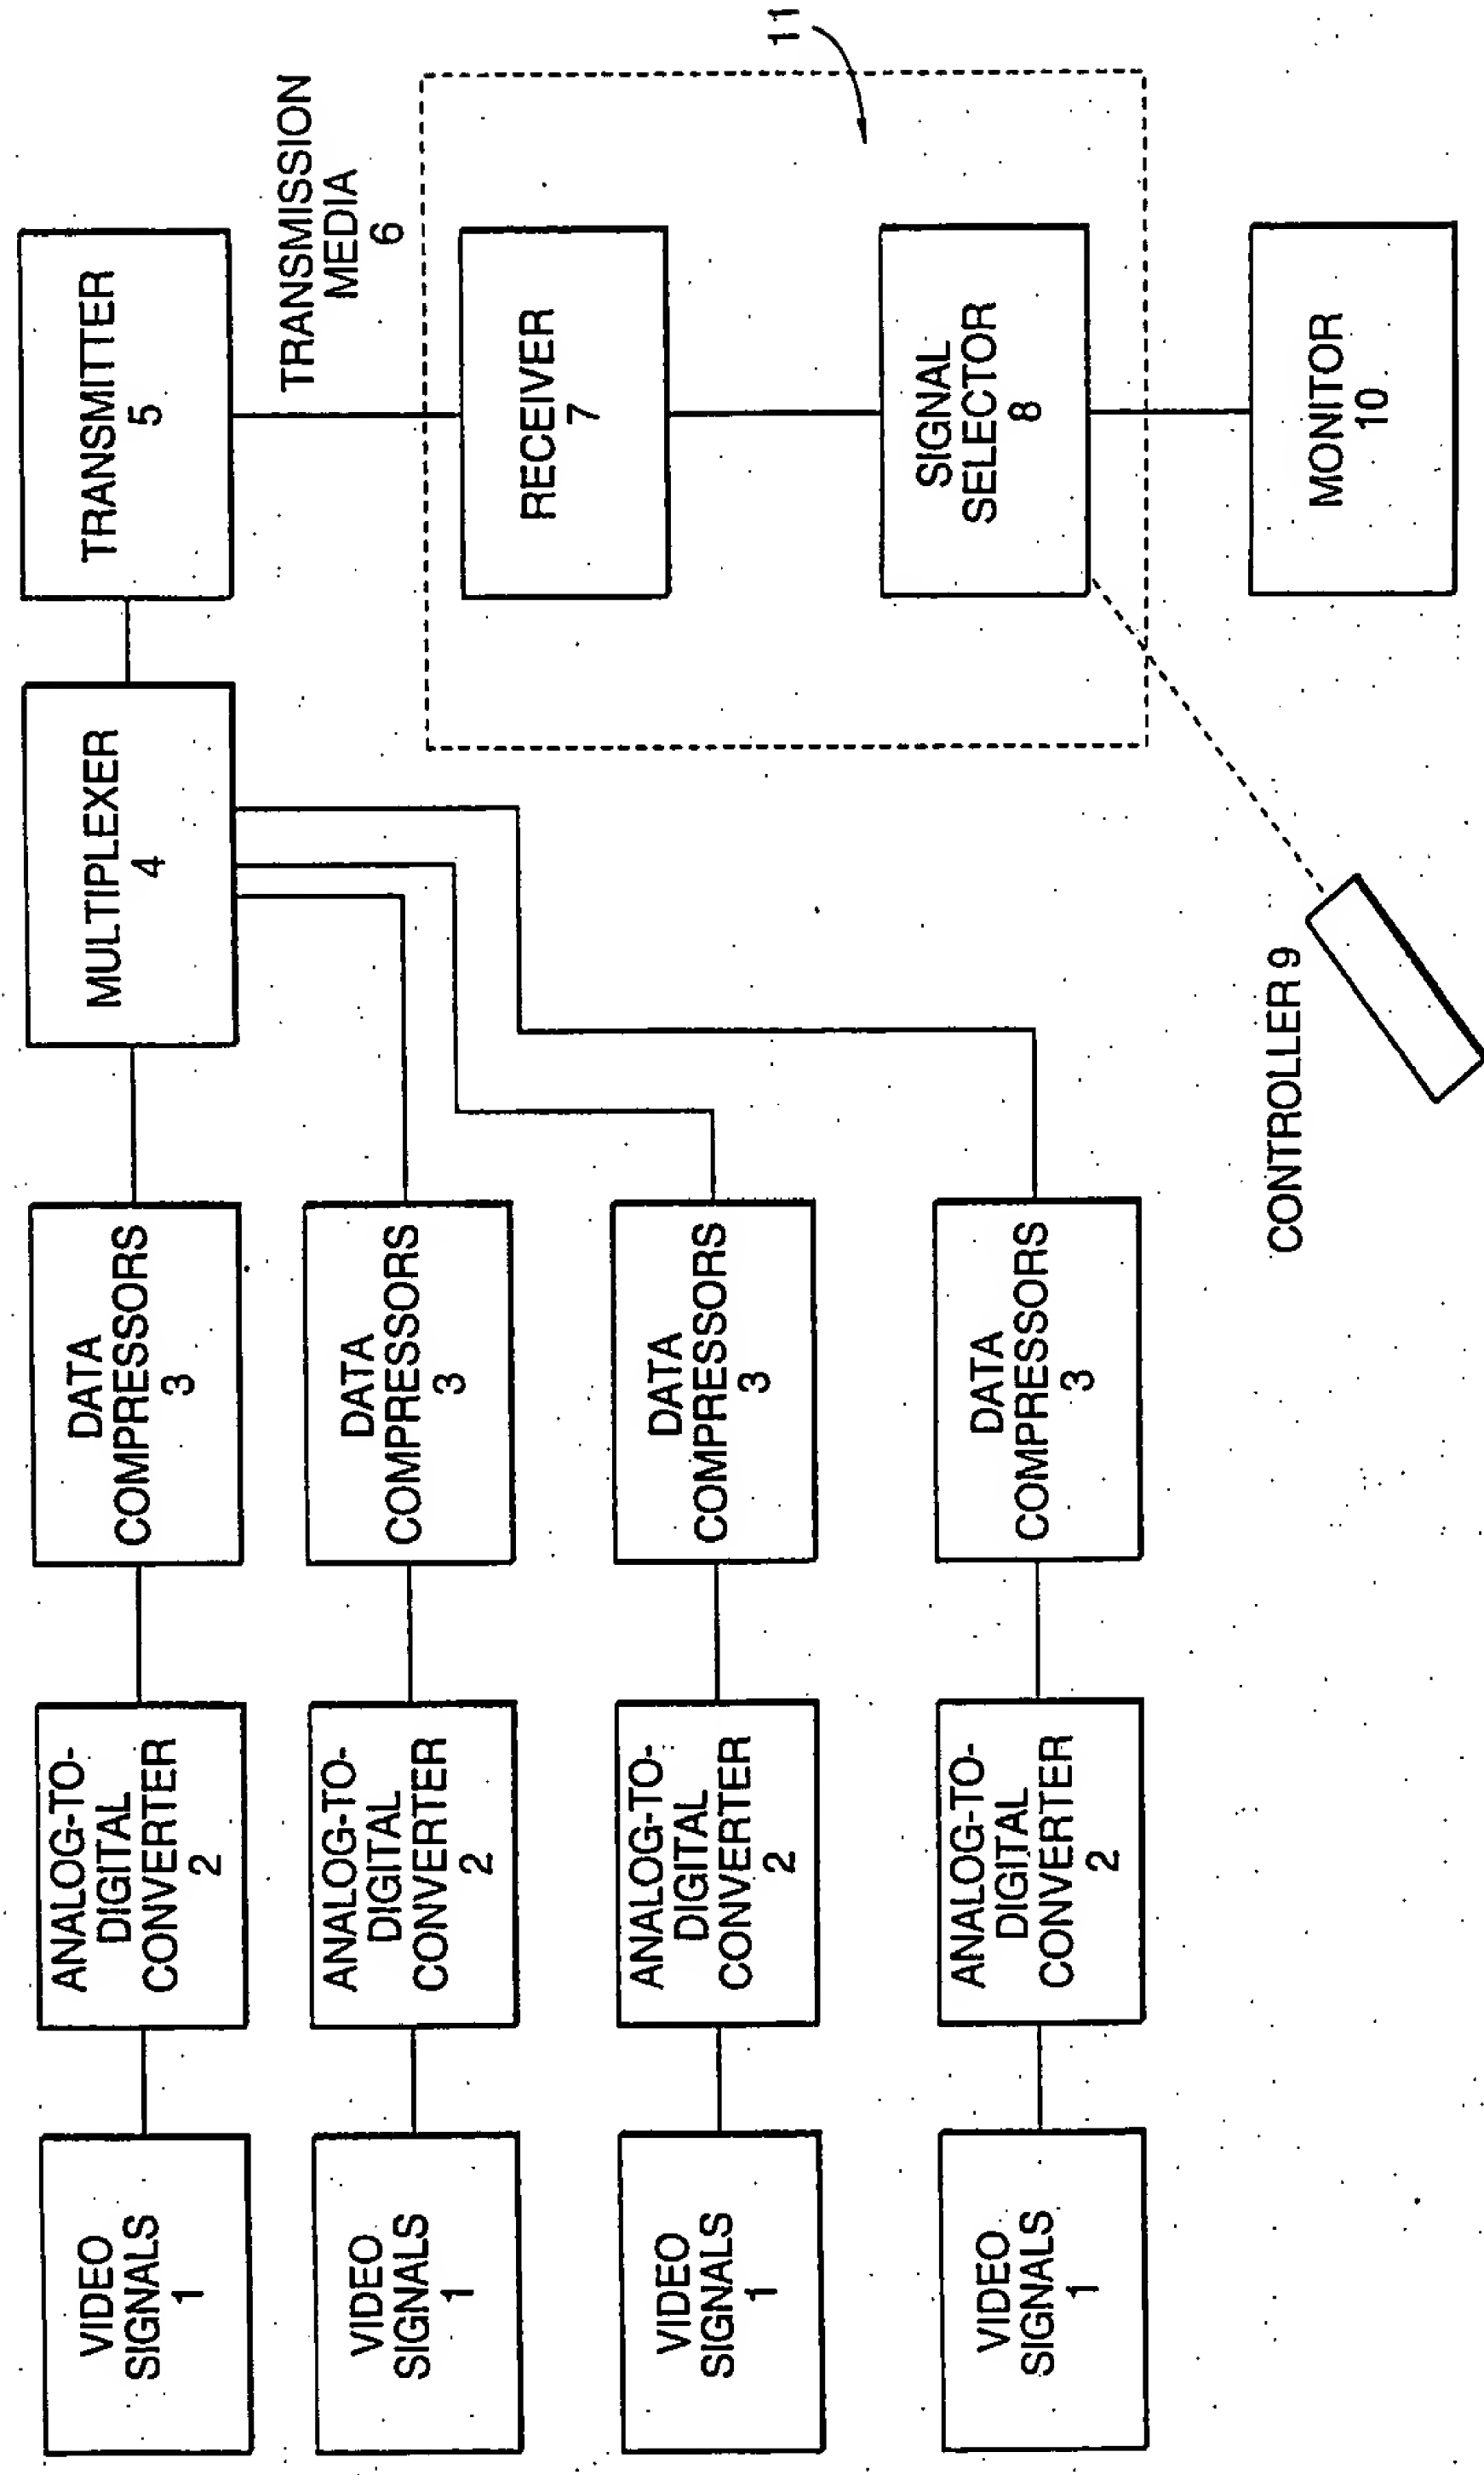 VIDEO
SIGNALS
1
ANALOG-TO-
DIGITAL
CONVERTER
2
DATA
COMPRESSORS
3
MULTIPLEXER
4
TRANSMITTER
5
VIDEO
SIGNALS
1
ANALOG-TO-
DIGITAL
CONVERTER
2
DATA
COMPRESSORS
3
TRANSMISSION
MEDIA
6
VIDEO
SIGNALS
1
ANALOG-TO-
DIGITAL
CONVERTER
2
DATA
COMPRESSORS
3
RECEIVER
7
11
VIDEO
SIGNALS
1
ANALOG-TO-
DIGITAL
CONVERTER
2
DATA
COMPRESSORS
3
SIGNAL
SELECTOR
8
CONTROLLER 9
MONITOR
10